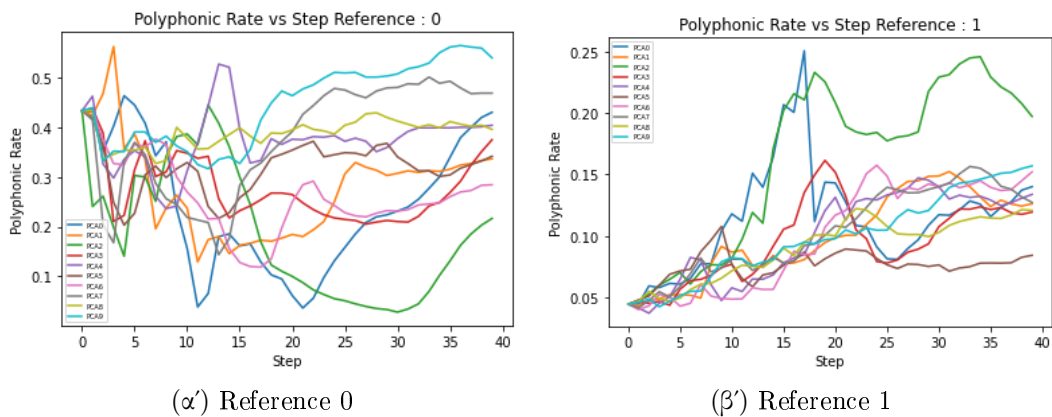 Polyphonic Rate vs Step Reference : 0
Polyphonic Rate
0.5
0.4
0.3
0.2
0.1
PCA0
PCA1
PCA2
PCA3
PCA4
PCA5
PCA6
PCA7
PCA8
PCA9
0 5 10 15 20 25 30 35 40
Step
(α′) Reference 0
Polyphonic Rate vs Step Reference : 1
Polyphonic Rate
0.25
0.20
0.15
0.10
0.05
PCA0
PCA1
PCA2
PCA3
PCA4
PCA5
PCA6
PCA7
PCA8
PCA9
0 5 10 15 20 25 30 35 40
Step
(β′) Reference 1